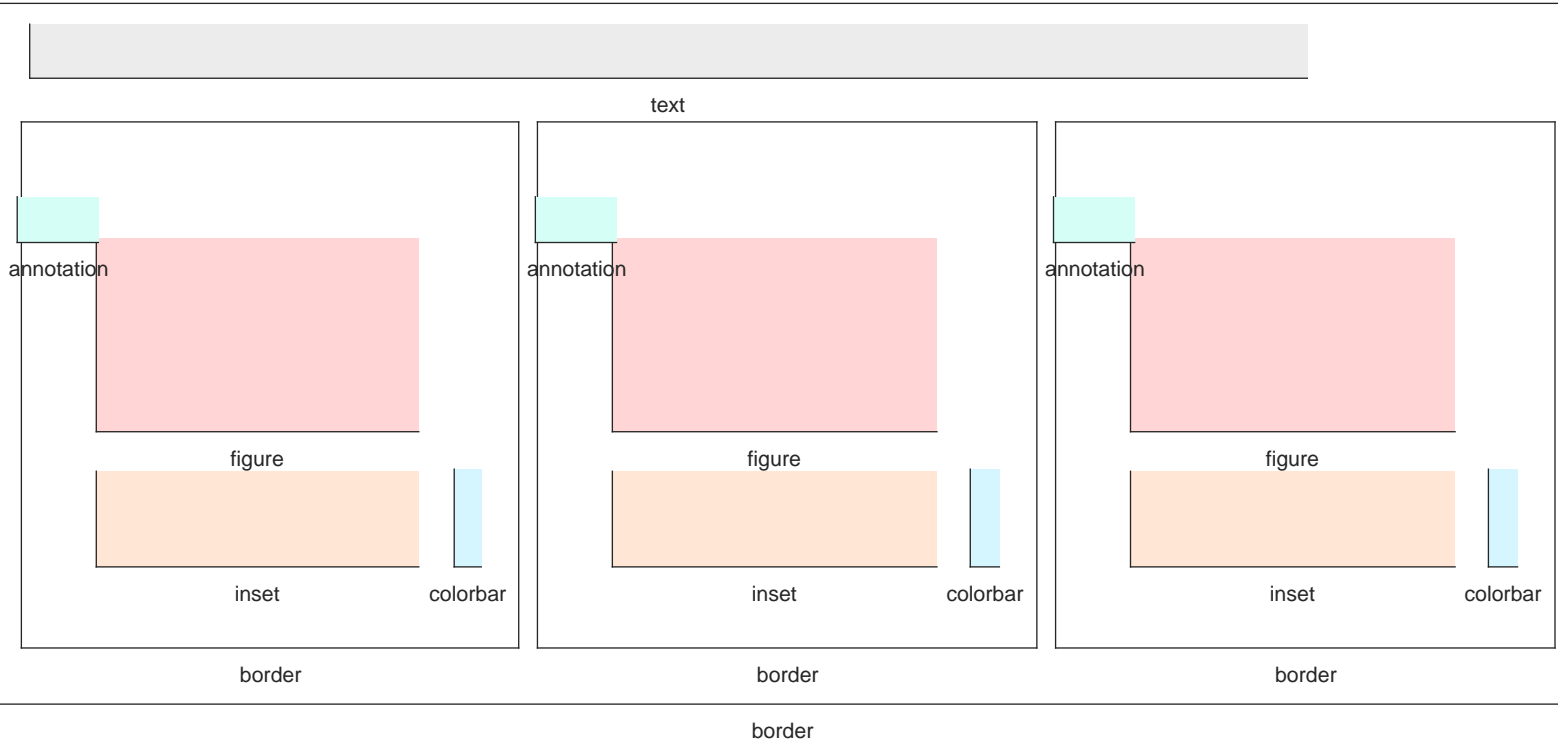 text
annotation annotation annotation
figure figure figure
inset colorbar inset colorbar inset colorbar
border border border
border